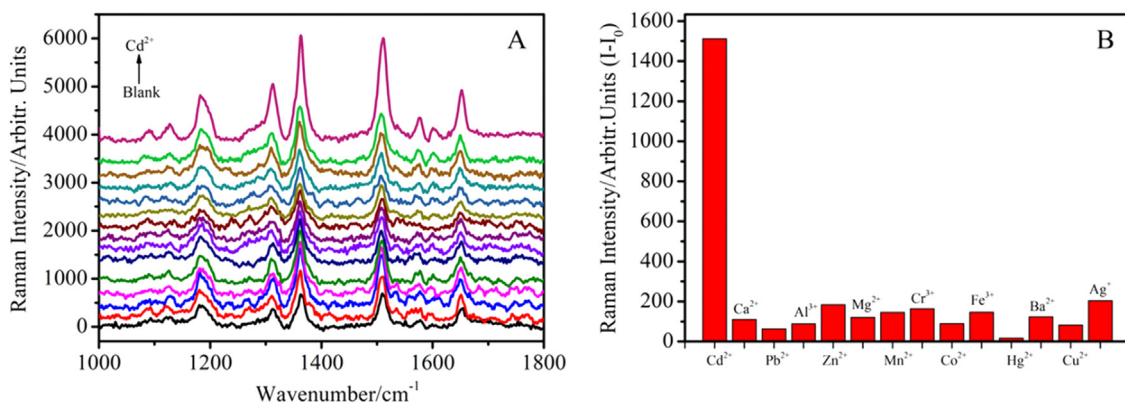 A
Cd²⁺
Blank
6000
5000
4000
3000
2000
1000
0
Raman Intensity/Arbitr. Units
1000
1200
1400
1600
1800
Wavenumber/cm⁻¹
B
1600
1400
1200
1000
800
600
400
200
0
Raman Intensity/Arbitr.Units (I-I₀)
Ca²⁺
Al³⁺
Mg²⁺
Cr³⁺
Fe³⁺
Ba²⁺
Ag⁺
Cd²⁺
Pb²⁺
Zn²⁺
Mn²⁺
Co²⁺
Hg²⁺
Cu²⁺